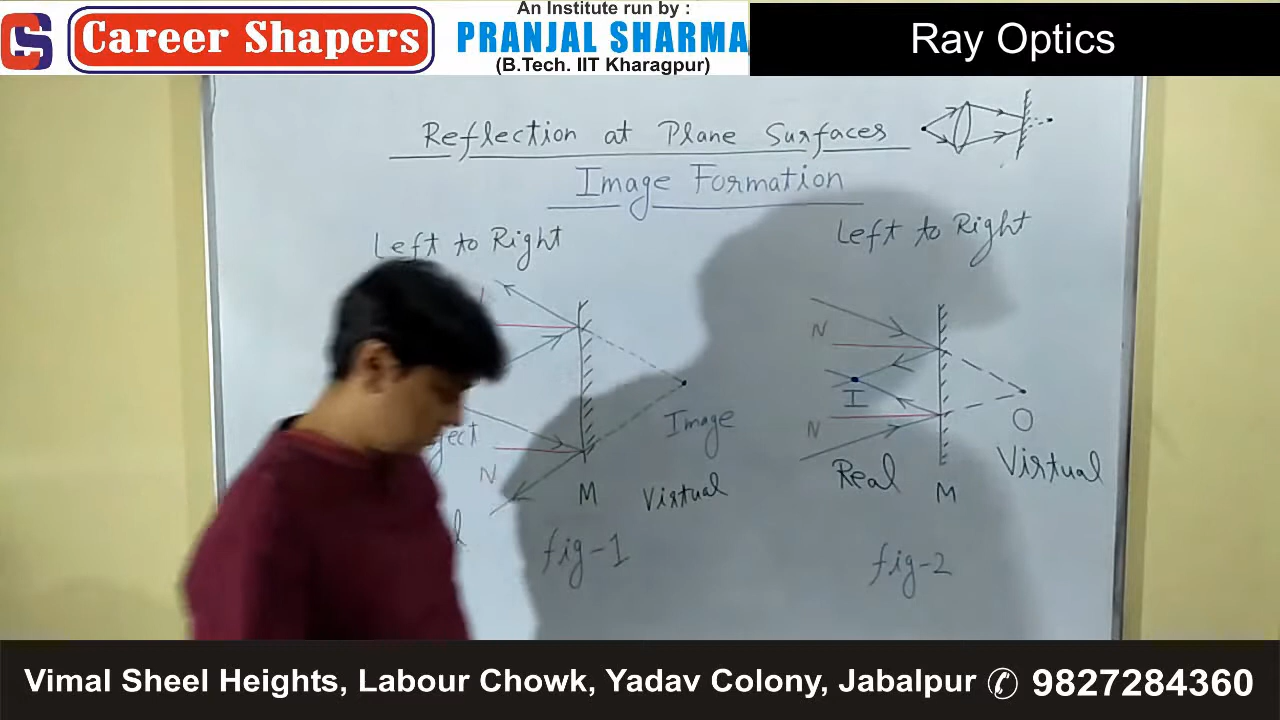 CS
Career Shapers
An Institute run by :
PRANJAL SHARMA
(B.Tech. IIT Kharagpur)
Ray Optics
Reflection at Plane Surfaces
Image Formation
Left to Right
Left to Right
N
N
I
O
Image
N
N
Real
Virtual
M
Virtual
M
fig-1
fig-2
Vimal Sheel Heights, Labour Chowk, Yadav Colony, Jabalpur 9827284360